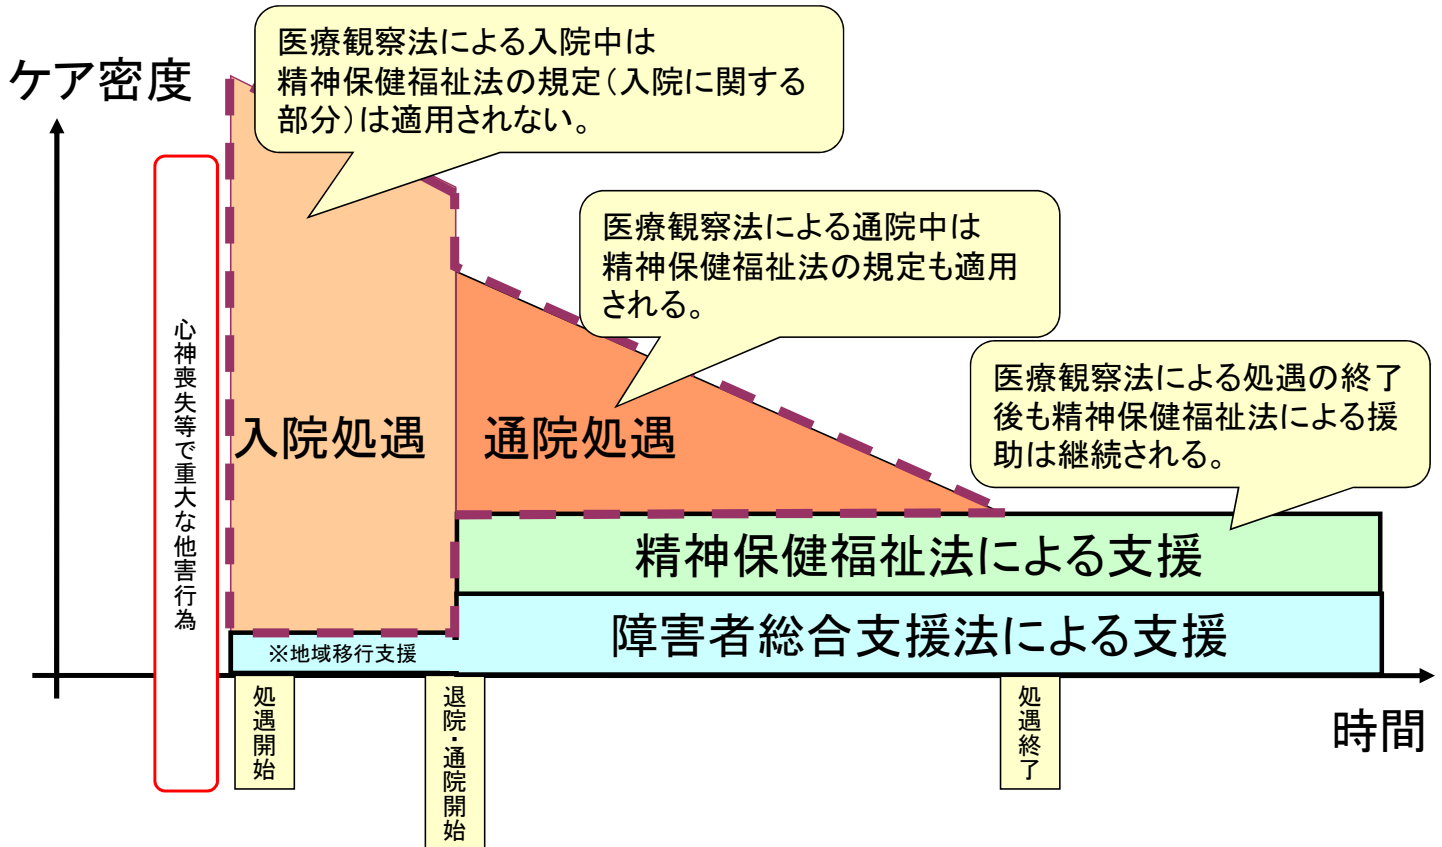 ケア密度
医療観察法による入院中は
精神保健福祉法の規定(入院に関する
部分)は適用されない。
医療観察法による通院中は
精神保健福祉法の規定も適用
される。
医療観察法による処遇の終了
後も精神保健福祉法による援
助は継続される。
心神喪失等で重大な他害行為
入院処遇
通院処遇
精神保健福祉法による支援
障害者総合支援法による支援
※地域移行支援
処遇開始
退院・通院開始
処遇終了
時間